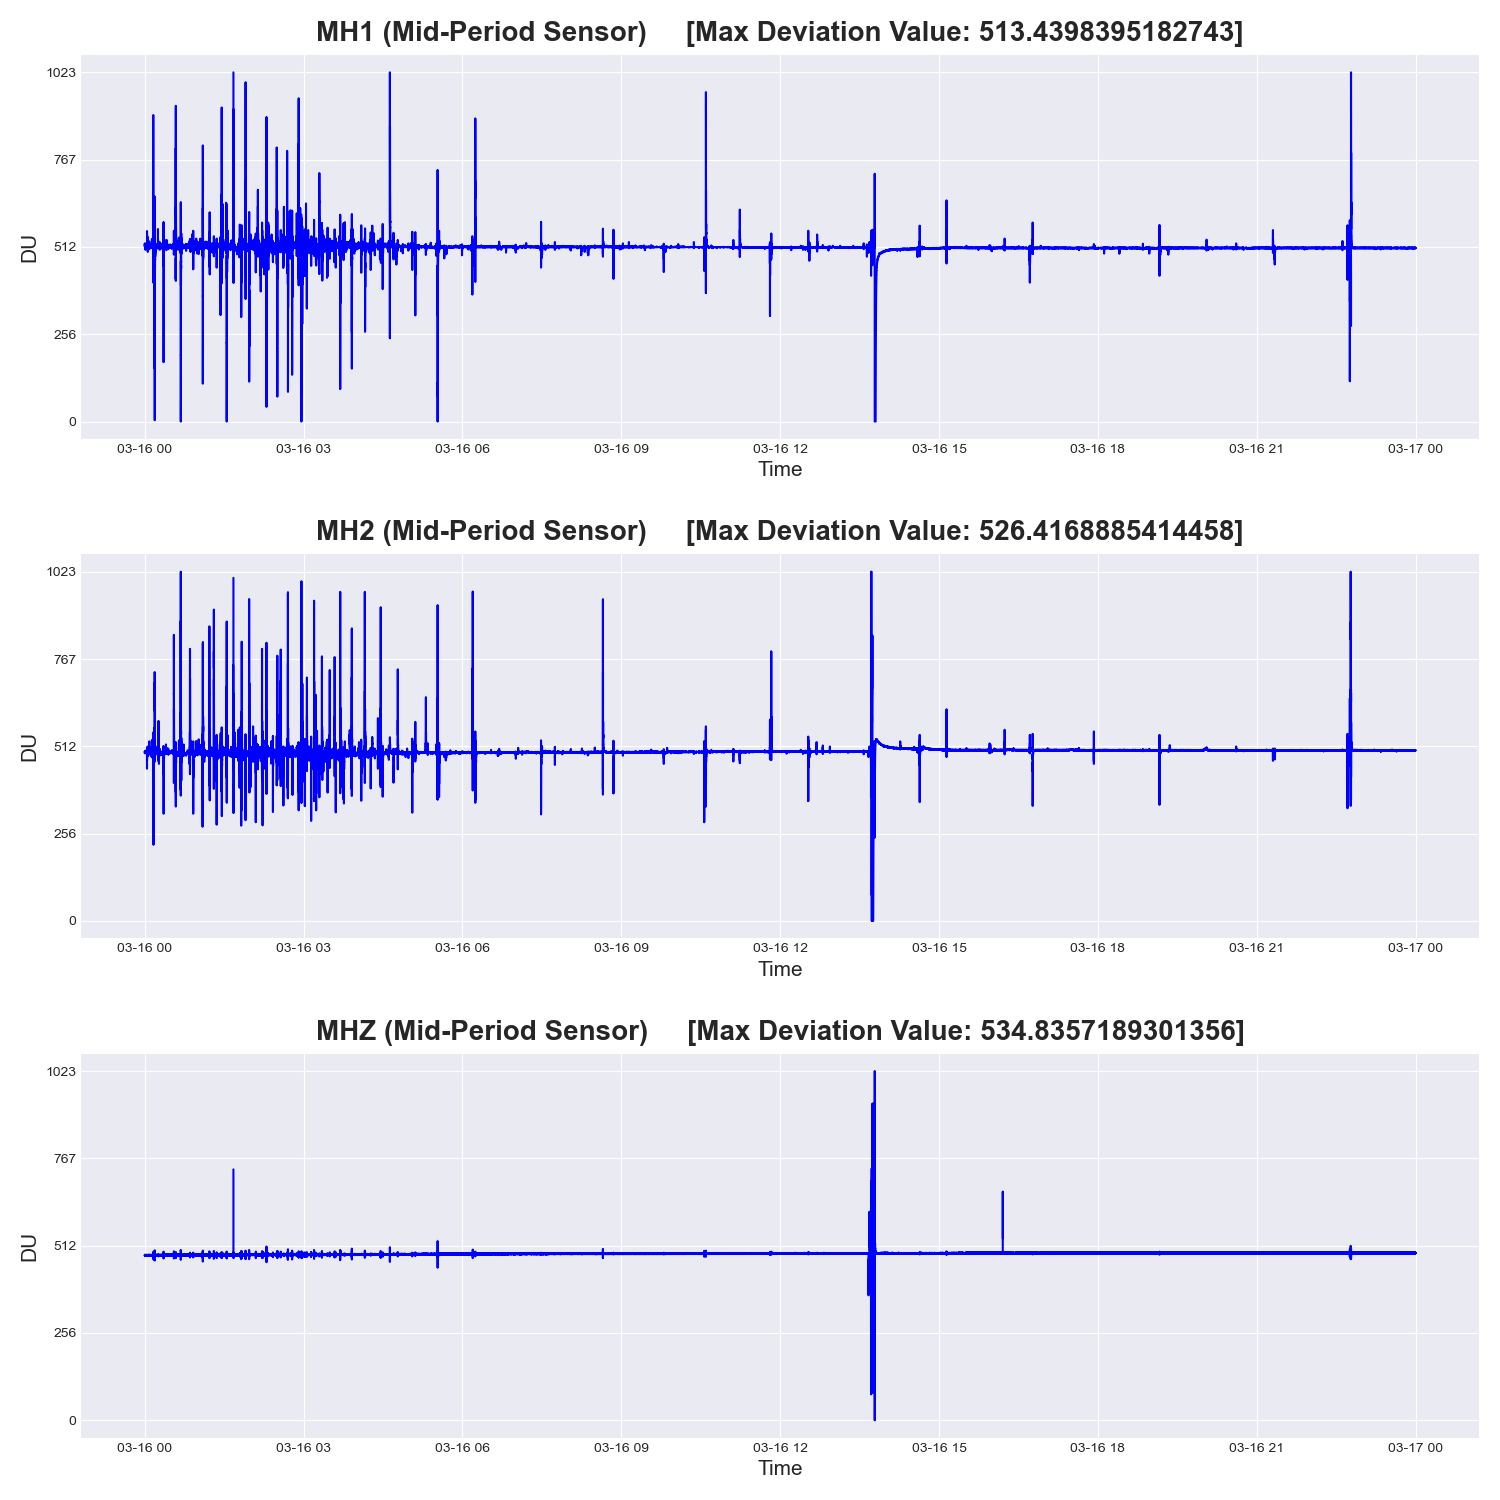 MH1 (Mid-Period Sensor) [Max Deviation Value: 513.4398395182743]
1023
767
512
256
0
DU
03-16 00 03-16 03 03-16 06 03-16 09 03-16 12 03-16 15 03-16 18 03-16 21 03-17 00
Time
MH2 (Mid-Period Sensor) [Max Deviation Value: 526.4168885414458]
1023
767
512
256
0
DU
03-16 00 03-16 03 03-16 06 03-16 09 03-16 12 03-16 15 03-16 18 03-16 21 03-17 00
Time
MHZ (Mid-Period Sensor) [Max Deviation Value: 534.8357189301356]
1023
767
512
256
0
DU
03-16 00 03-16 03 03-16 06 03-16 09 03-16 12 03-16 15 03-16 18 03-16 21 03-17 00
Time